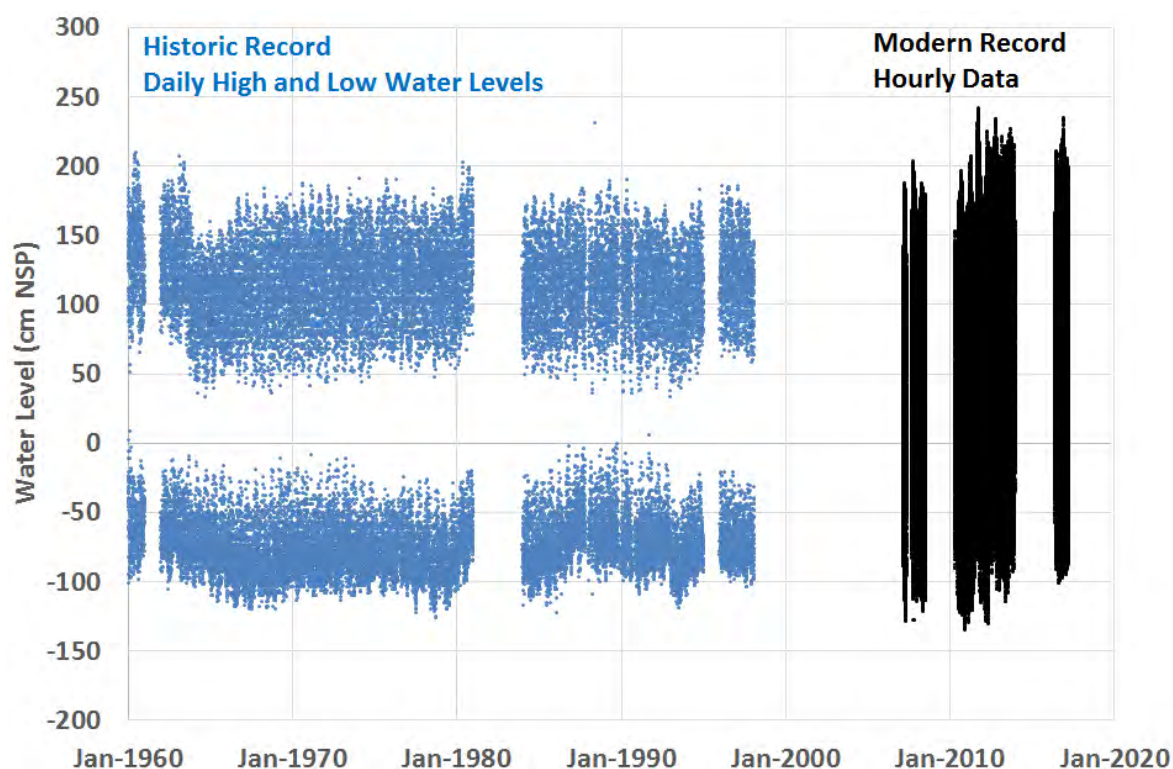 Historic Record
Daily High and Low Water Levels
Modern Record
Hourly Data
Water Level (cm NSP)
300
250
200
150
100
50
0
-50
-100
-150
-200
Jan-1960 Jan-1970 Jan-1980 Jan-1990 Jan-2000 Jan-2010 Jan-2020